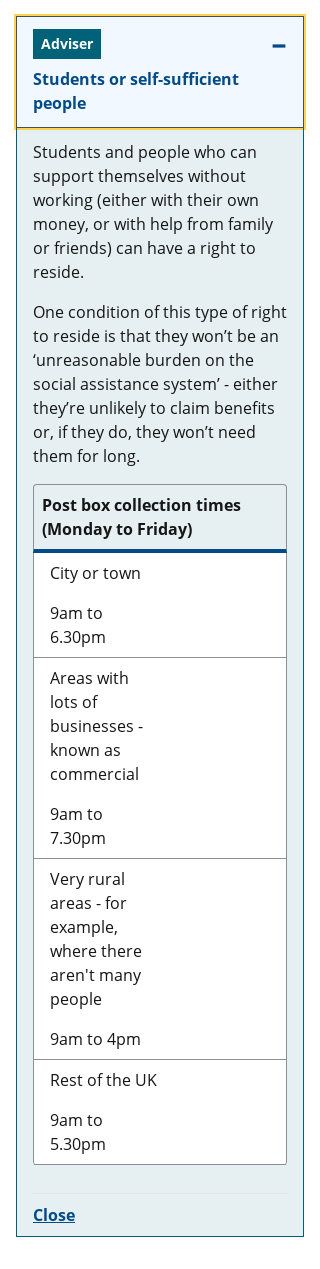 Adviser
Students or self-sufficient
people
Students and people who can
support themselves without
working (either with their own
money, or with help from family
or friends) can have a right to
reside.
One condition of this type of right
to reside is that they won’t be an
‘unreasonable burden on the
social assistance system’ - either
they’re unlikely to claim benefits
or, if they do, they won’t need
them for long.
Post box collection times
(Monday to Friday)
City or town
9am to
6.30pm
Areas with
lots of
businesses -
known as
commercial
9am to
7.30pm
Very rural
areas - for
example,
where there
aren't many
people
9am to 4pm
Rest of the UK
9am to
5.30pm
Close